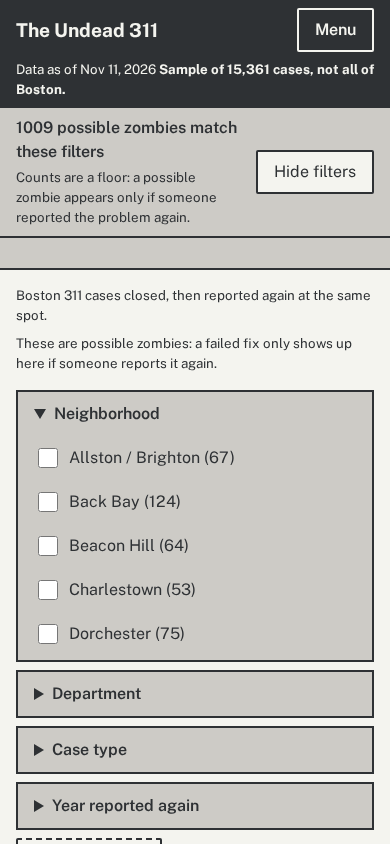 The Undead 311
Menu
Data as of Nov 11, 2026 Sample of 15,361 cases, not all of
Boston.
1009 possible zombies match
these filters
Counts are a floor: a possible
zombie appears only if someone
reported the problem again.
Hide filters
Boston 311 cases closed, then reported again at the same
spot.
These are possible zombies: a failed fix only shows up
here if someone reports it again.
Neighborhood
Allston / Brighton (67)
Back Bay (124)
Beacon Hill (64)
Charlestown (53)
Dorchester (75)
Department
Case type
Year reported again